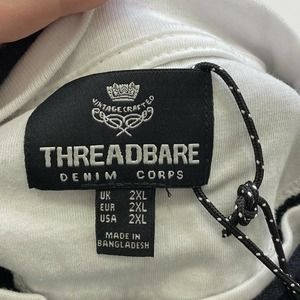 VINTAGE CRAFTED
THREADBARE
DENIM CORPS
UK 2XL
EUR 2XL
USA 2XL
MADE IN
BANGLADESH